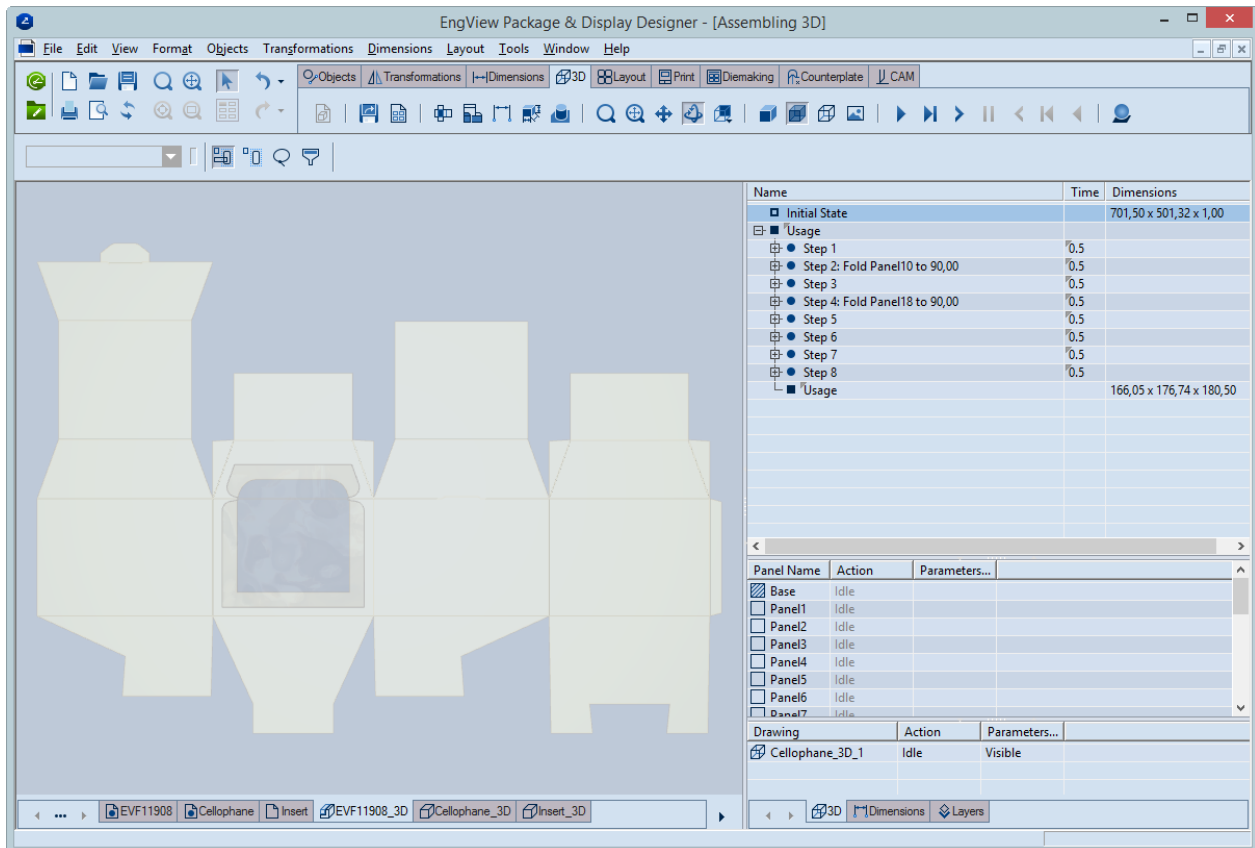 EngView Package & Display Designer - [Assembling 3D]
File Edit View Format Objects Transformations Dimensions Layout Tools Window Help
Objects Transformations Dimensions 3D Layout Print Diemaking Counterplate CAM
Name Time Dimensions
Initial State 701,50 x 501,32 x 1,00
Usage
Step 1 0.5
Step 2: Fold Panel10 to 90,00 0.5
Step 3 0.5
Step 4: Fold Panel18 to 90,00 0.5
Step 5 0.5
Step 6 0.5
Step 7 0.5
Step 8 0.5
Usage 166,05 x 176,74 x 180,50
Panel Name Action Parameters...
Base Idle
Panel1 Idle
Panel2 Idle
Panel3 Idle
Panel4 Idle
Panel5 Idle
Panel6 Idle
Panel7 Idle
Drawing Action Parameters...
Cellophane_3D_1 Idle Visible
... EVF11908 Cellophane Insert EVF11908_3D Cellophane_3D Insert_3D
3D Dimensions Layers